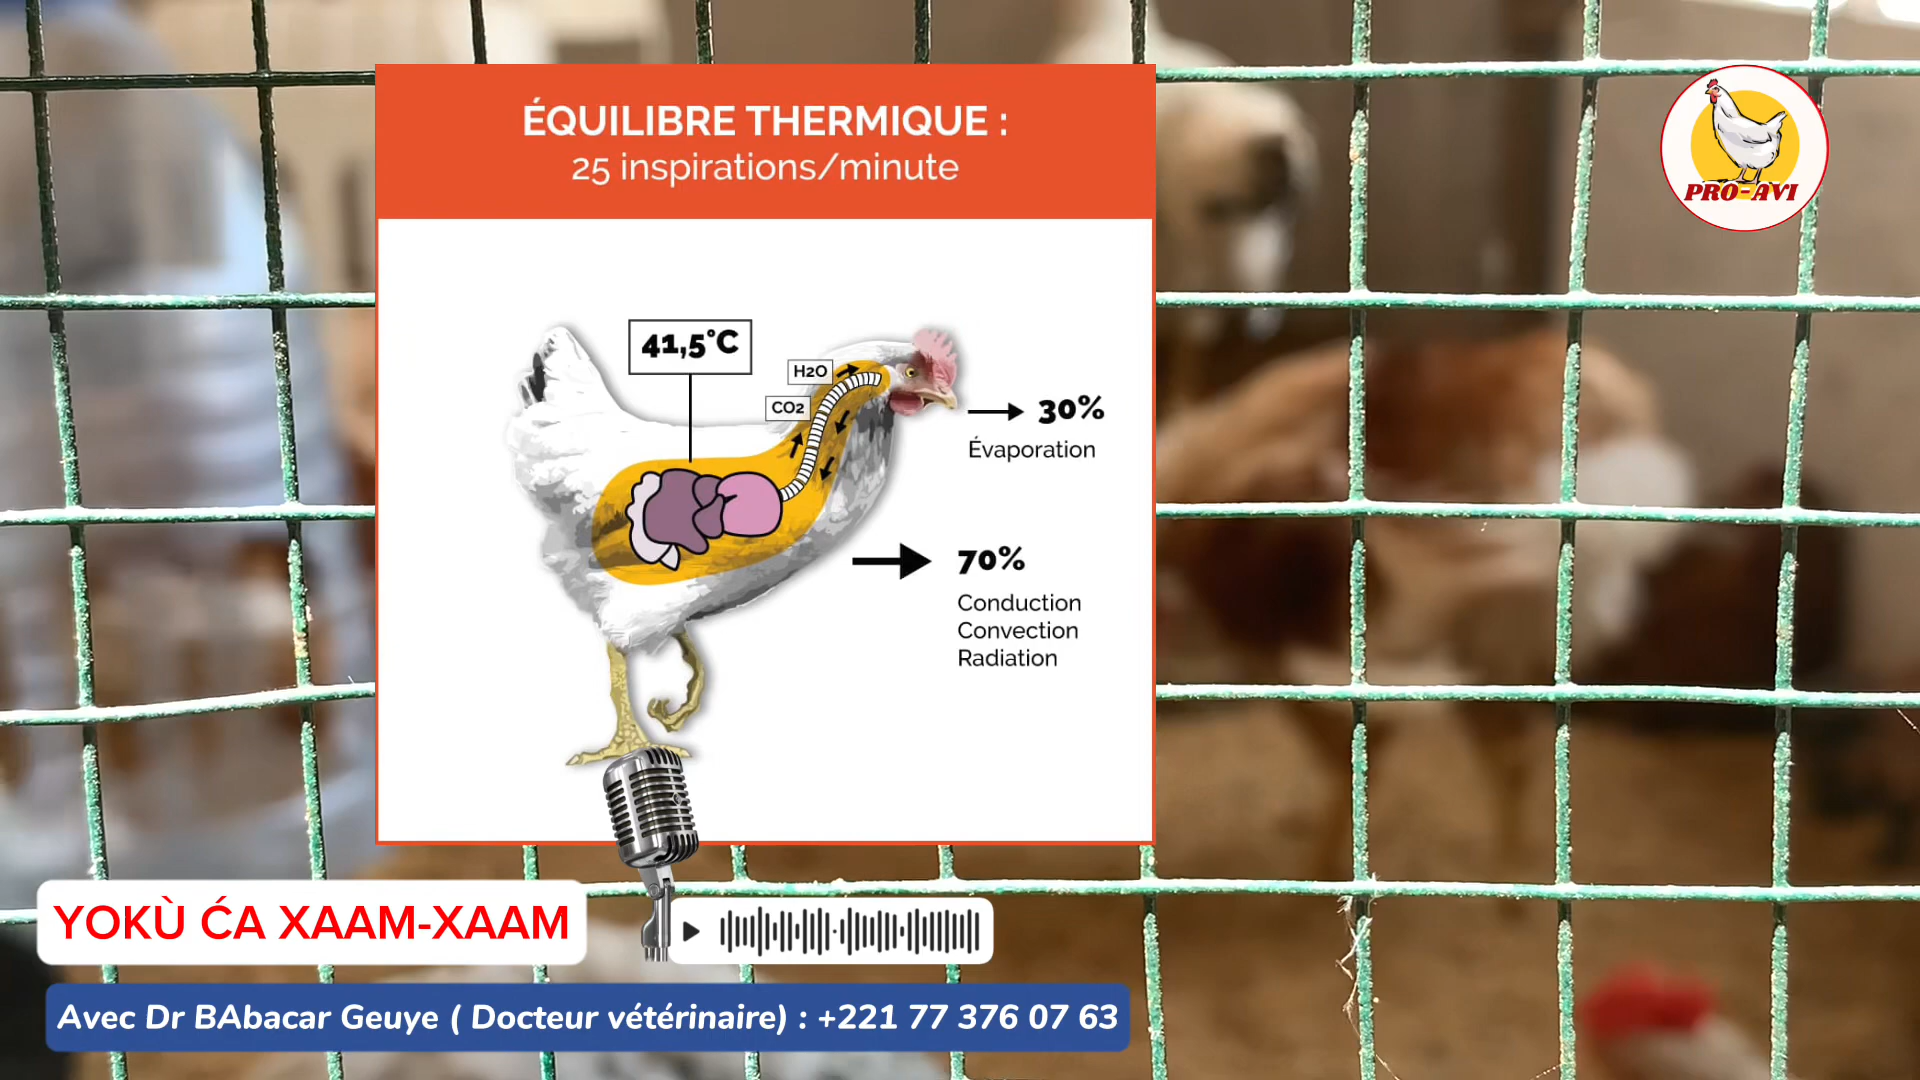 ÉQUILIBRE THERMIQUE :
25 inspirations/minute
PRO-AVI
41,5°C
H2O
CO2
30%
Évaporation
70%
Conduction
Convection
Radiation
YOKÙ ĆA XAAM-XAAM
Avec Dr BAbacar Geuye ( Docteur vétérinaire) : +221 77 376 07 63